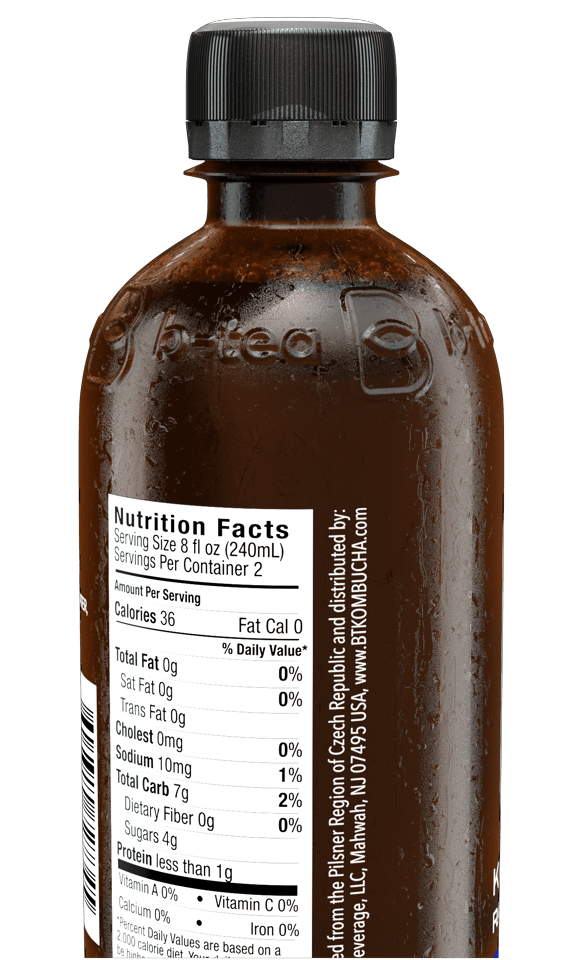 b-tea
Nutrition Facts
Serving Size 8 fl oz (240mL)
Servings Per Container 2
Amount Per Serving
Calories 36 Fat Cal 0
% Daily Value*
Total Fat 0g 0%
Sat Fat 0g 0%
Trans Fat 0g
Cholest 0mg 0%
Sodium 10mg 1%
Total Carb 7g 2%
Dietary Fiber 0g 0%
Sugars 4g
Protein less than 1g
Vitamin A 0% • Vitamin C 0%
Calcium 0% • Iron 0%
*Percent Daily Values are based on a
2,000 calorie diet. Your
be
from the Pilsner Region of Czech Republic and distributed by:
LLC, Mahwah, NJ 07495 USA, www.BTKOMBUCHA.com